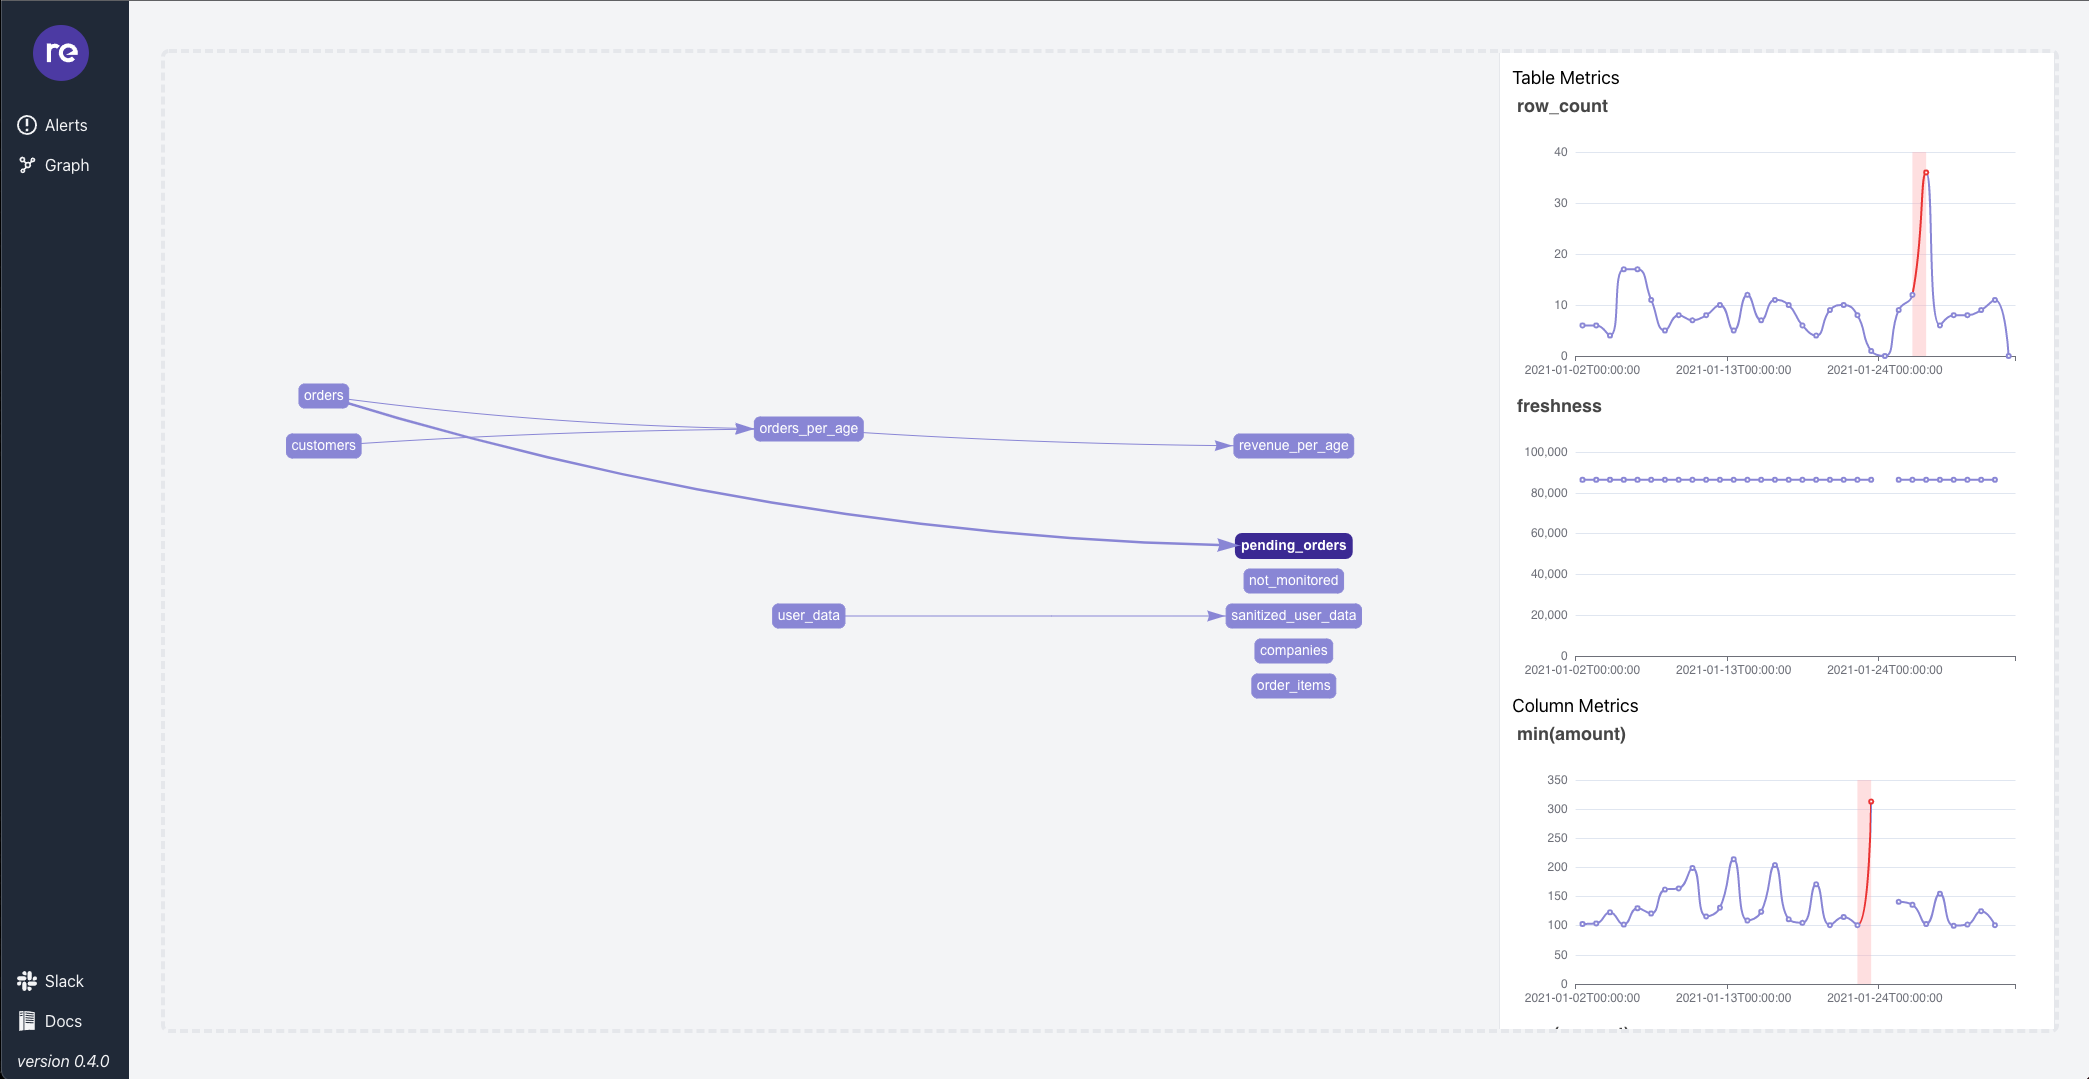 re
Alerts
Graph
Slack
Docs
version 0.4.0
orders
customers
orders_per_age
revenue_per_age
pending_orders
not_monitored
user_data
sanitized_user_data
companies
order_items
Table Metrics
row_count
40
30
20
10
0
2021-01-02T00:00:00 2021-01-13T00:00:00 2021-01-24T00:00:00
freshness
100,000
80,000
60,000
40,000
20,000
0
2021-01-02T00:00:00 2021-01-13T00:00:00 2021-01-24T00:00:00
Column Metrics
min(amount)
350
300
250
200
150
100
50
0
2021-01-02T00:00:00 2021-01-13T00:00:00 2021-01-24T00:00:00